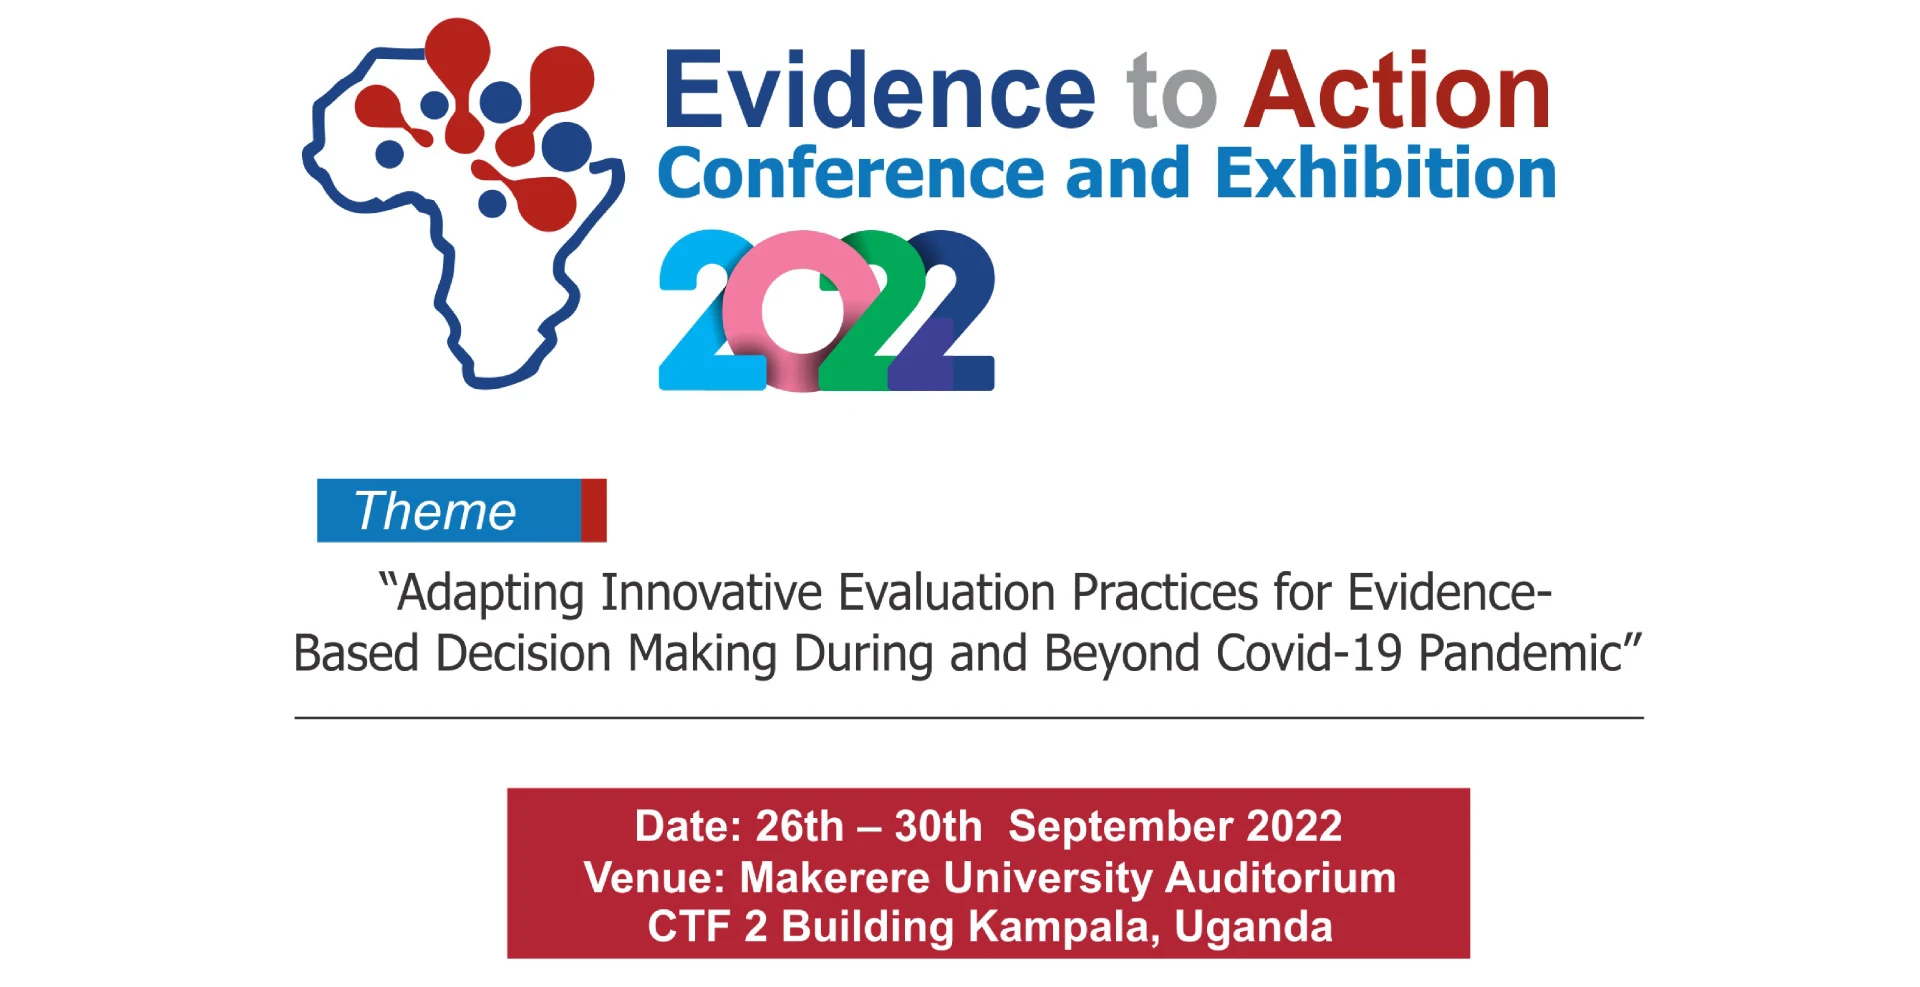 Evidence to Action
Conference and Exhibition
2022
Theme
“Adapting Innovative Evaluation Practices for Evidence-
Based Decision Making During and Beyond Covid-19 Pandemic”
Date: 26th – 30th September 2022
Venue: Makerere University Auditorium
CTF 2 Building Kampala, Uganda